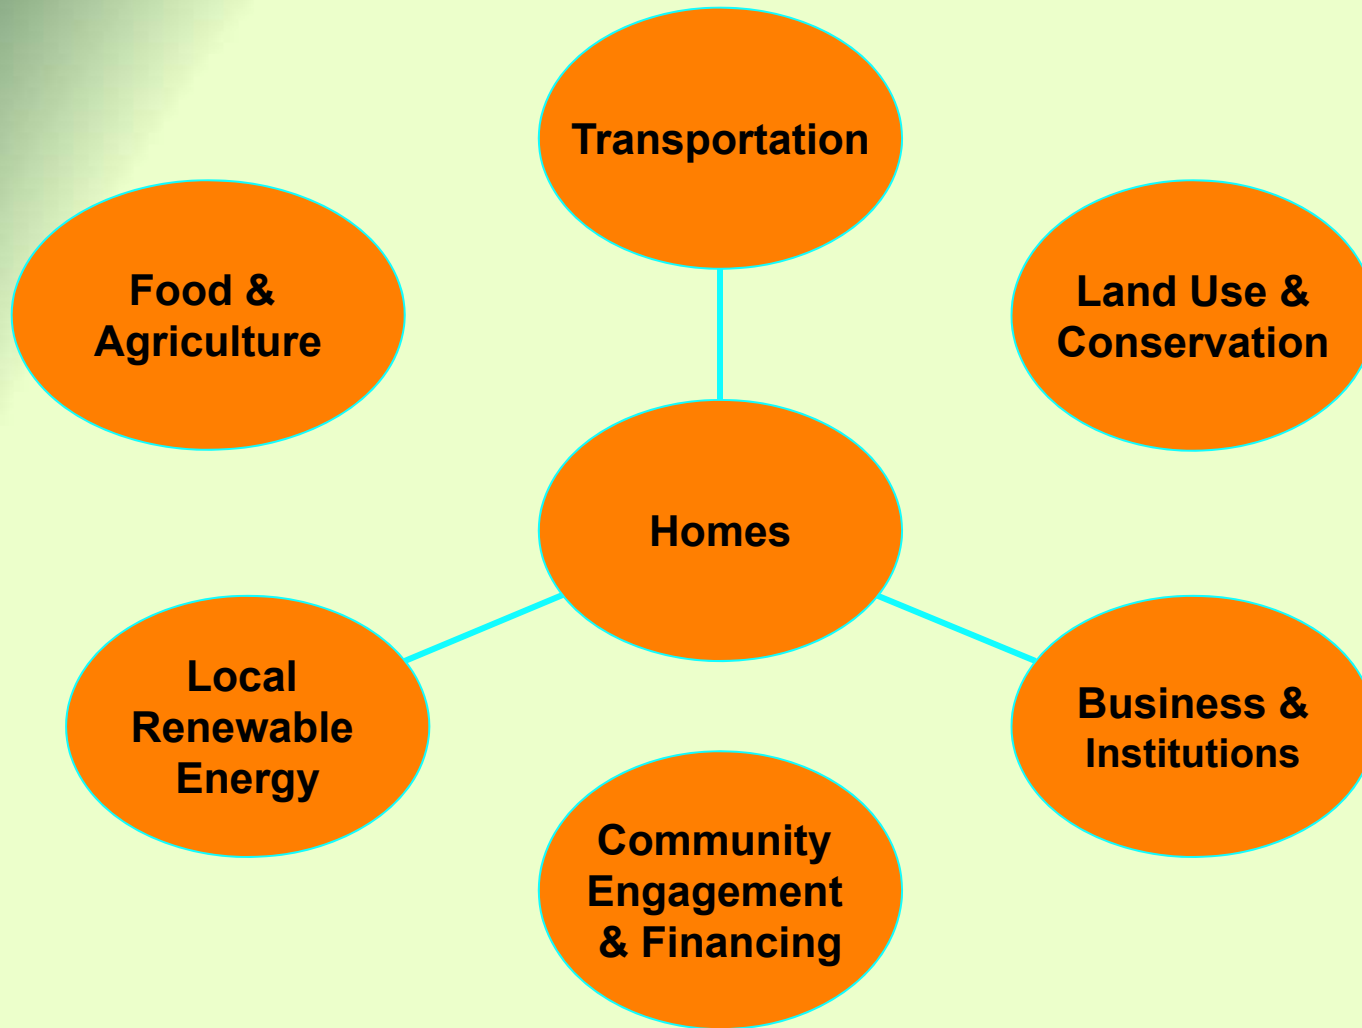 Transportation
Food &
Agriculture
Land Use &
Conservation
Homes
Local
Renewable
Energy
Business &
Institutions
Community
Engagement
& Financing